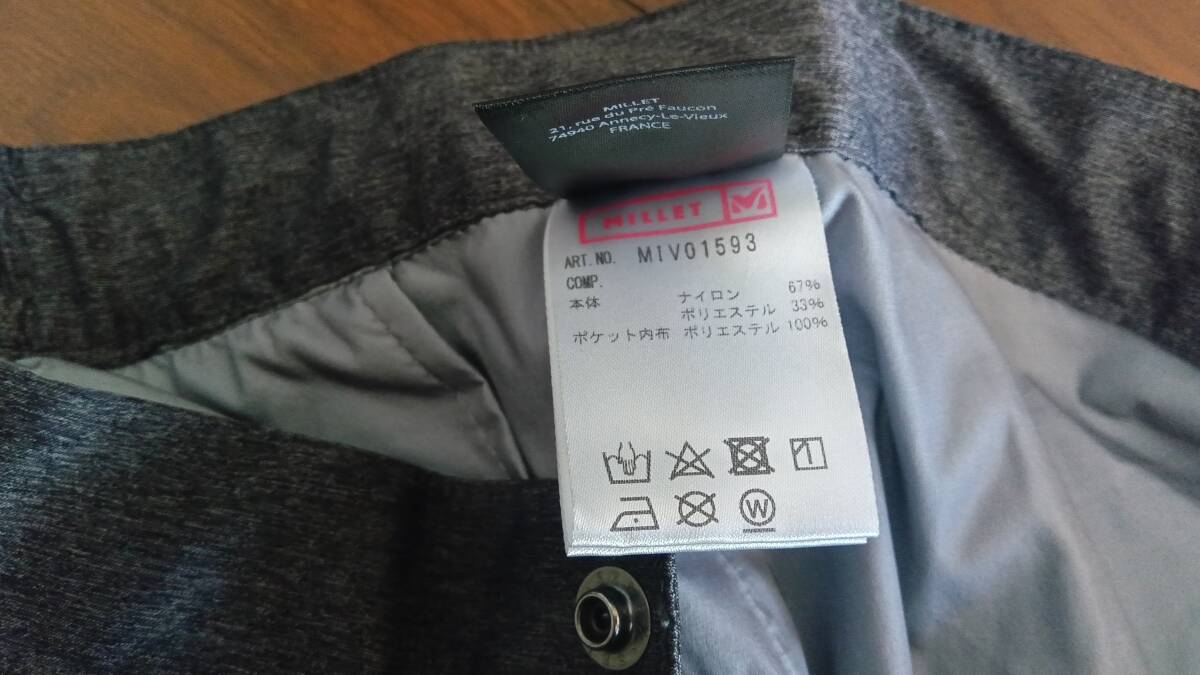 MILLET
21, rue du Pré Faucon
74940 Annecy-Le-Vieux
FRANCE
MILLET
ART.NO. MIV01593
COMP.
本体 ナイロン 67%
ポリエステル 33%
ポケット内布 ポリエステル 100%
W